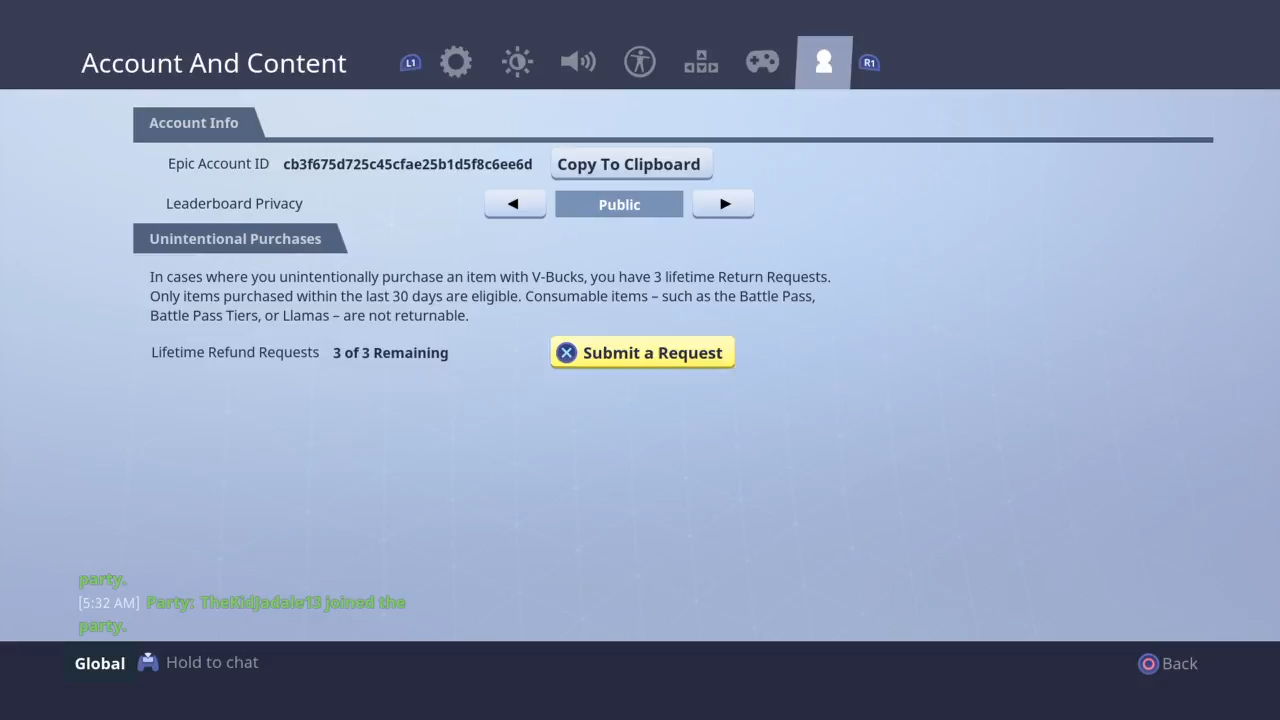 Account And Content
L1
R1
Account Info
Epic Account ID cb3f675d725c45cfae25b1d5f8c6ee6d Copy To Clipboard
Leaderboard Privacy Public
Unintentional Purchases
In cases where you unintentionally purchase an item with V-Bucks, you have 3 lifetime Return Requests.
Only items purchased within the last 30 days are eligible. Consumable items – such as the Battle Pass,
Battle Pass Tiers, or Llamas – are not returnable.
Lifetime Refund Requests 3 of 3 Remaining Submit a Request
party.
[5:32 AM] Party: TheKidJadale13 joined the
party.
Global Hold to chat Back